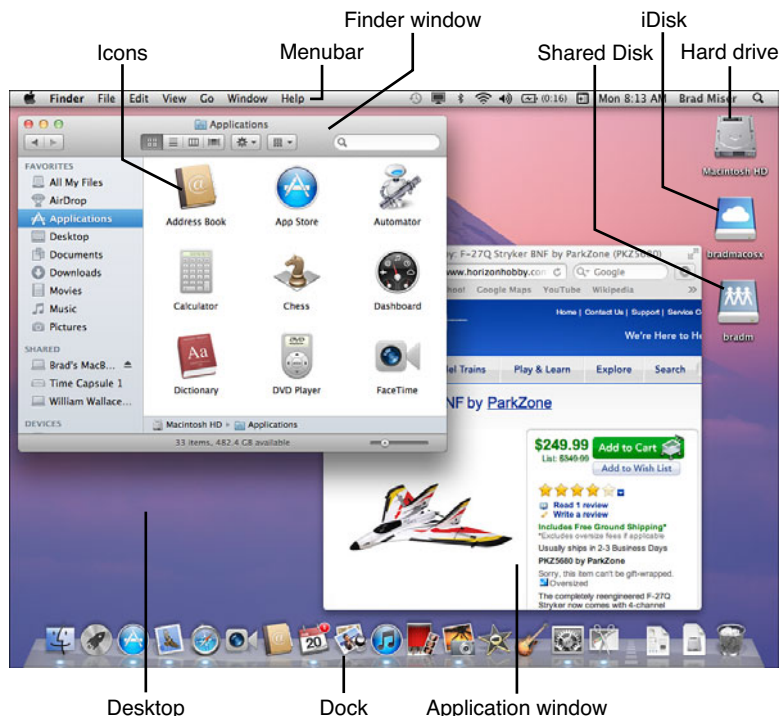 Finder window
iDisk
Icons
Menubar
Shared Disk
Hard drive
Finder File Edit View Go Window Help
(0:16) Mon 8:13 AM Brad Miser
Applications
FAVORITES
All My Files
AirDrop
Applications
Desktop
Documents
Downloads
Movies
Music
Pictures
SHARED
Brad's MacB...
Time Capsule 1
William Wallace...
DEVICES
Address Book
App Store
Automator
Calculator
Chess
Dashboard
Aa
Dictionary
DVD Player
FaceTime
Macintosh HD Applications
33 items, 482.4 GB available
Macintosh HD
bradmacosx
bradm
by: F-27Q Stryker BNF by ParkZone (PKZ5680)
www.horizonhobby.com
Google
Google Maps YouTube Wikipedia
Home | Contact Us | Support | Service
We're Here to He
Trains Play & Learn Explore Search
NF by ParkZone
$249.99 Add to Cart
List: $349.99
Add to Wish List
Read 1 review
Write a review
Includes Free Ground Shipping*
*Excludes oversize fees if applicable
Usually ships in 2-3 Business Days
PKZ5680 by ParkZone
Sorry, this item can't be gift-wrapped.
Oversized
The completely reengineered F-27Q
Stryker now comes with 4-channel
20
Desktop
Dock
Application window